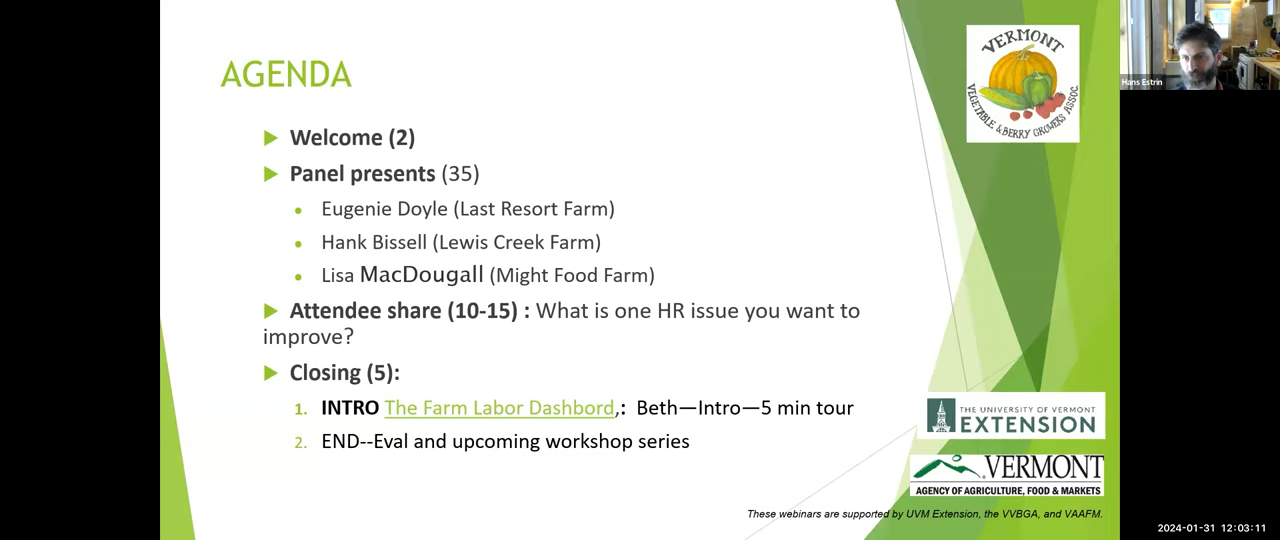 AGENDA
Welcome (2)
Panel presents (35)
Eugenie Doyle (Last Resort Farm)
Hank Bissell (Lewis Creek Farm)
Lisa MacDougall (Might Food Farm)
Attendee share (10-15) : What is one HR issue you want to
improve?
Closing (5):
1. INTRO The Farm Labor Dashbord,: Beth—Intro—5 min tour
2. END--Eval and upcoming workshop series
VERMONT
VEGETABLE & BERRY GROWERS ASSOC.
Hans Estrin
THE UNIVERSITY OF VERMONT
EXTENSION
VERMONT
AGENCY OF AGRICULTURE, FOOD & MARKETS
These webinars are supported by UVM Extension, the VVBGA, and VAAFM.
2024-01-31 12:03:11